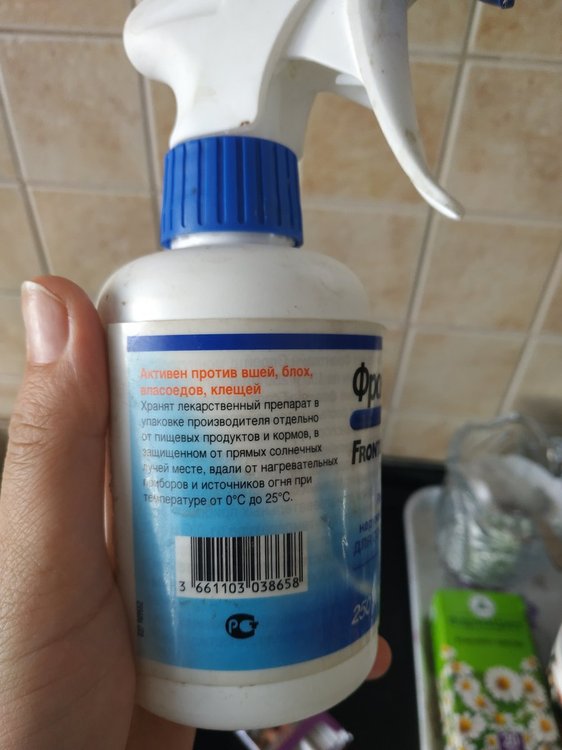 Активен против вшей, блох,
власоедов, клещей
Хранят лекарственный препарат в
упаковке производителя отдельно
от пищевых продуктов и кормов, в
защищенном от прямых солнечных
лучей месте, вдали от нагревательных
приборов и источников огня при
температуре от 0°C до 25°C.
3 661103 038658
Фро
FRONT
250